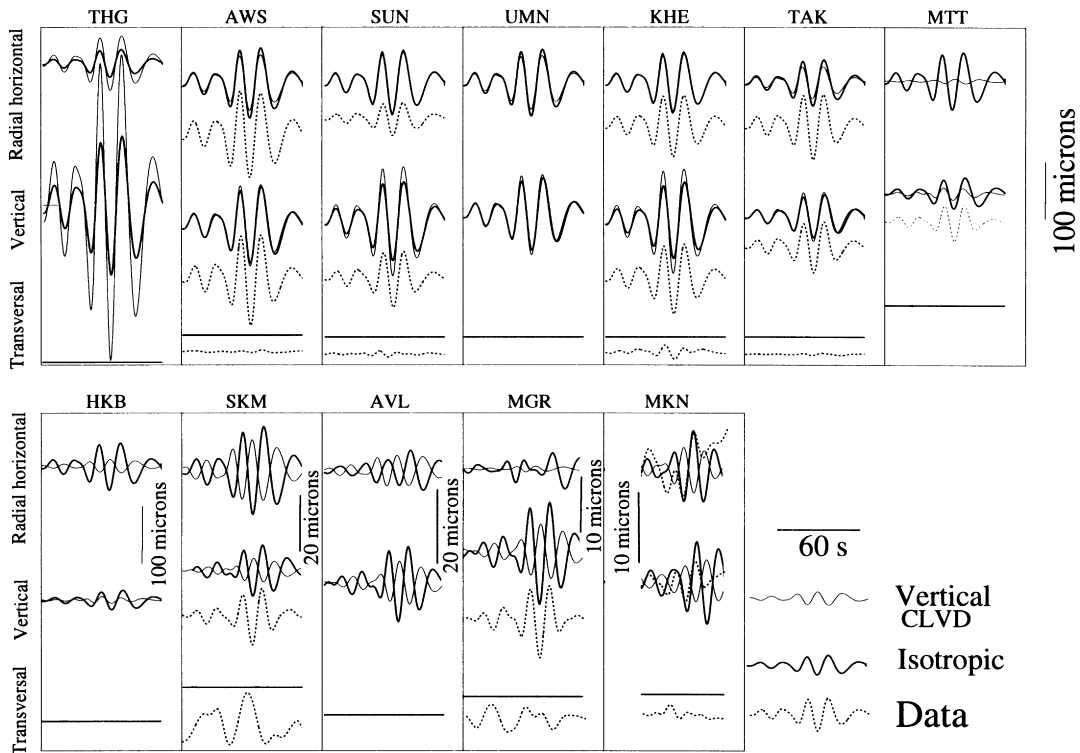 THG AWS SUN UMN KHE TAK MTT
Radial horizontal
Vertical
Transversal
100 microns
HKB SKM AVL MGR MKN
Radial horizontal
Vertical
Transversal
100 microns
20 microns
20 microns
10 microns
10 microns
60 s
Vertical
CLVD
Isotropic
Data